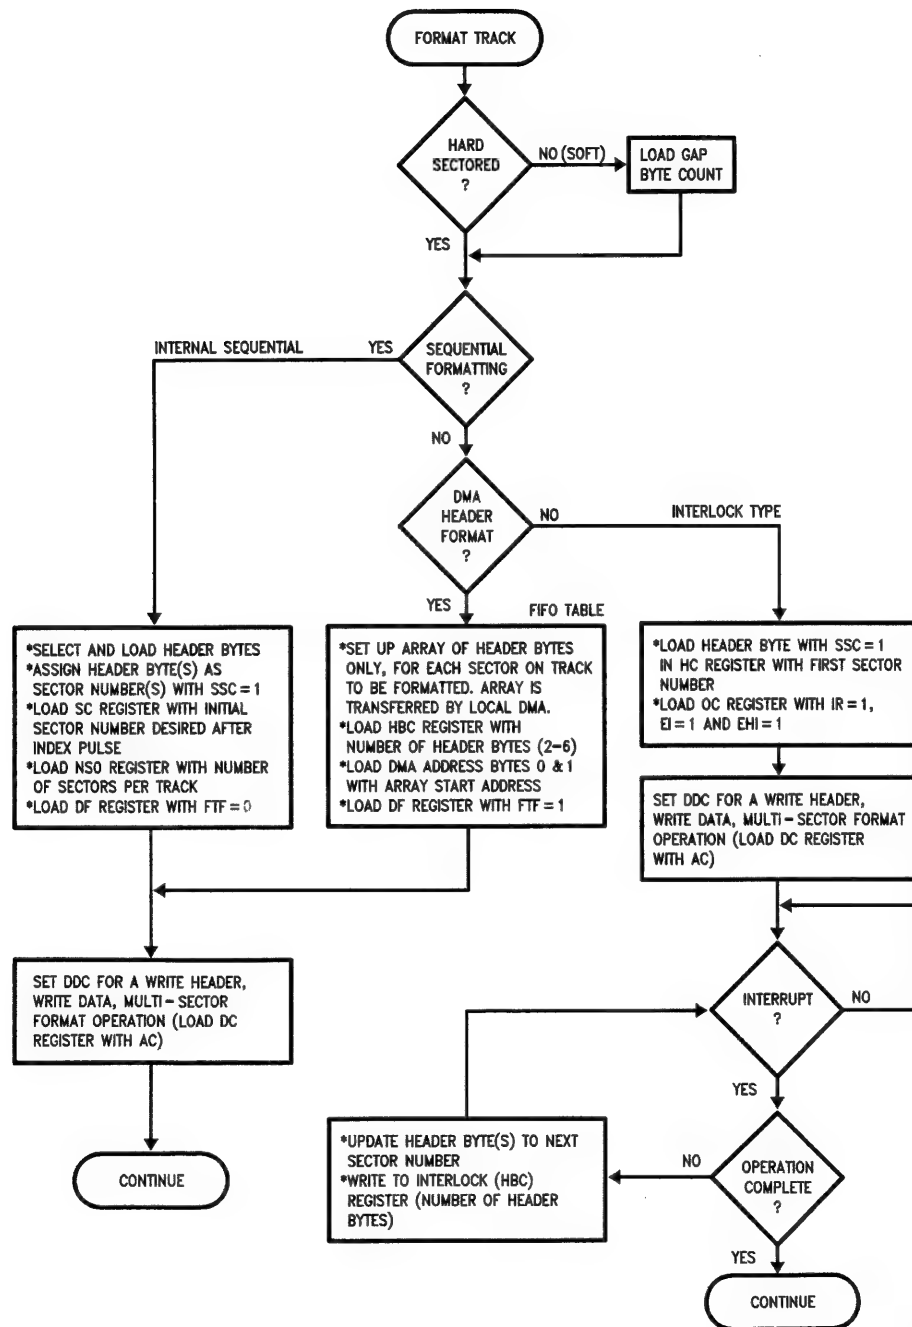 FORMAT TRACK
HARD
SECTORED
?
NO (SOFT)
LOAD GAP
BYTE COUNT
YES
INTERNAL SEQUENTIAL
YES
SEQUENTIAL
FORMATTING
?
NO
DMA
HEADER
FORMAT
?
NO
INTERLOCK TYPE
YES
FIFO TABLE
*SELECT AND LOAD HEADER BYTES
*ASSIGN HEADER BYTE(S) AS
SECTOR NUMBER(S) WITH SSC = 1
*LOAD SC REGISTER WITH INITIAL
SECTOR NUMBER DESIRED AFTER
INDEX PULSE
*LOAD NSO REGISTER WITH NUMBER
OF SECTORS PER TRACK
*LOAD DF REGISTER WITH FTF = 0
*SET UP ARRAY OF HEADER BYTES
ONLY, FOR EACH SECTOR ON TRACK
TO BE FORMATTED. ARRAY IS
TRANSFERRED BY LOCAL DMA.
*LOAD HBC REGISTER WITH
NUMBER OF HEADER BYTES (2-6)
*LOAD DMA ADDRESS BYTES 0 & 1
WITH ARRAY START ADDRESS
*LOAD DF REGISTER WITH FTF = 1
*LOAD HEADER BYTE WITH SSC = 1
IN HC REGISTER WITH FIRST SECTOR
NUMBER
*LOAD OC REGISTER WITH IR = 1,
EI = 1 AND EHI = 1
SET DDC FOR A WRITE HEADER,
WRITE DATA, MULTI-SECTOR FORMAT
OPERATION (LOAD DC REGISTER
WITH AC)
SET DDC FOR A WRITE HEADER,
WRITE DATA, MULTI-SECTOR
FORMAT OPERATION (LOAD DC
REGISTER WITH AC)
INTERRUPT
?
NO
YES
*UPDATE HEADER BYTE(S) TO NEXT
SECTOR NUMBER
*WRITE TO INTERLOCK (HBC)
REGISTER (NUMBER OF HEADER
BYTES)
NO
OPERATION
COMPLETE
?
CONTINUE
YES
CONTINUE